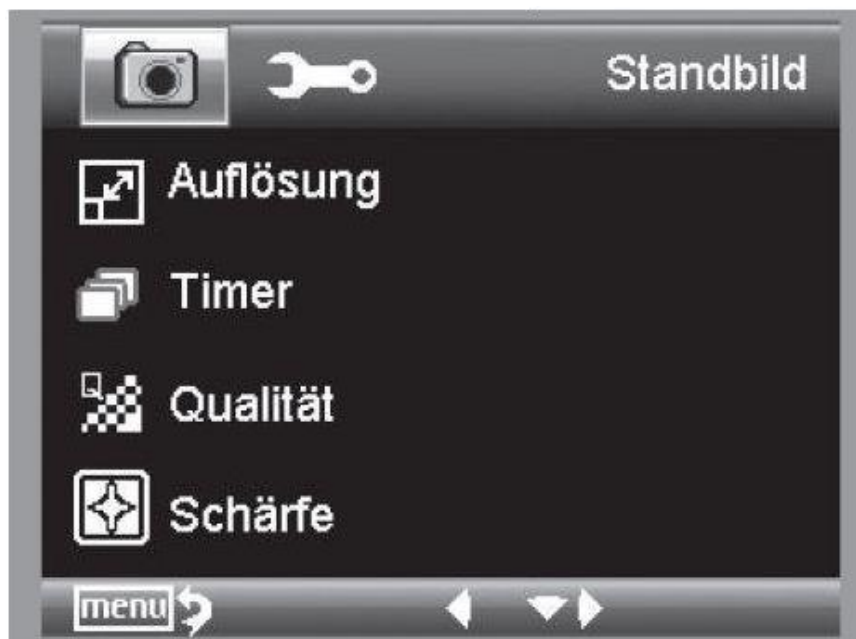 Standbild
Auflösung
Timer
Qualität
Schärfe
menu